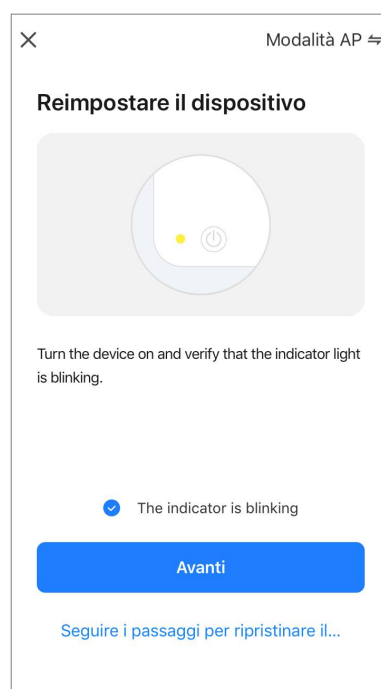 Modalità AP
Reimpostare il dispositivo
Turn the device on and verify that the indicator light
is blinking.
The indicator is blinking
Avanti
Seguire i passaggi per ripristinare il...